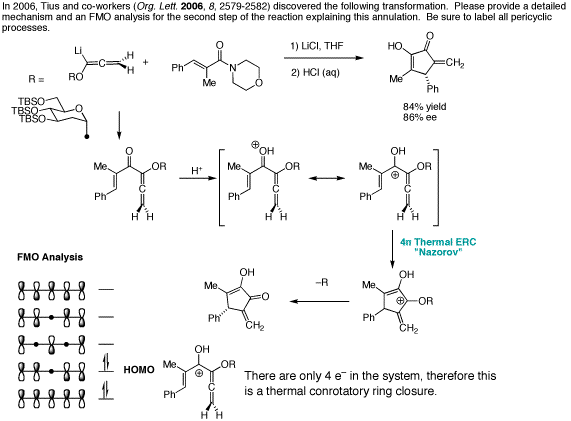 In 2006, Tius and co-workers (Org. Lett. 2006, 8, 2579-2582) discovered the following transformation. Please provide a detailed
mechanism and an FMO analysis for the second step of the reaction explaining this annulation. Be sure to label all pericyclic
processes.
Li
RO
C
H
H
+
Ph
Me
O
N
O
1) LiCl, THF
2) HCl (aq)
HO
O
Me
CH2
Ph
84% yield
86% ee
R =
TBSO
TBSO
TBSO
O
O
Me
OR
Ph
C
H H
H+
⊕OH
Me
OR
Ph
C
H H
OH
Me
OR
⊕
Ph
C
H H
4π Thermal ERC
"Nazorov"
FMO Analysis
OH
Me
O
Ph
CH2
–R
OH
Me
⊕
OR
Ph
CH2
HOMO
OH
Me
OR
⊕
Ph
C
H H
There are only 4 e– in the system, therefore this
is a thermal conrotatory ring closure.